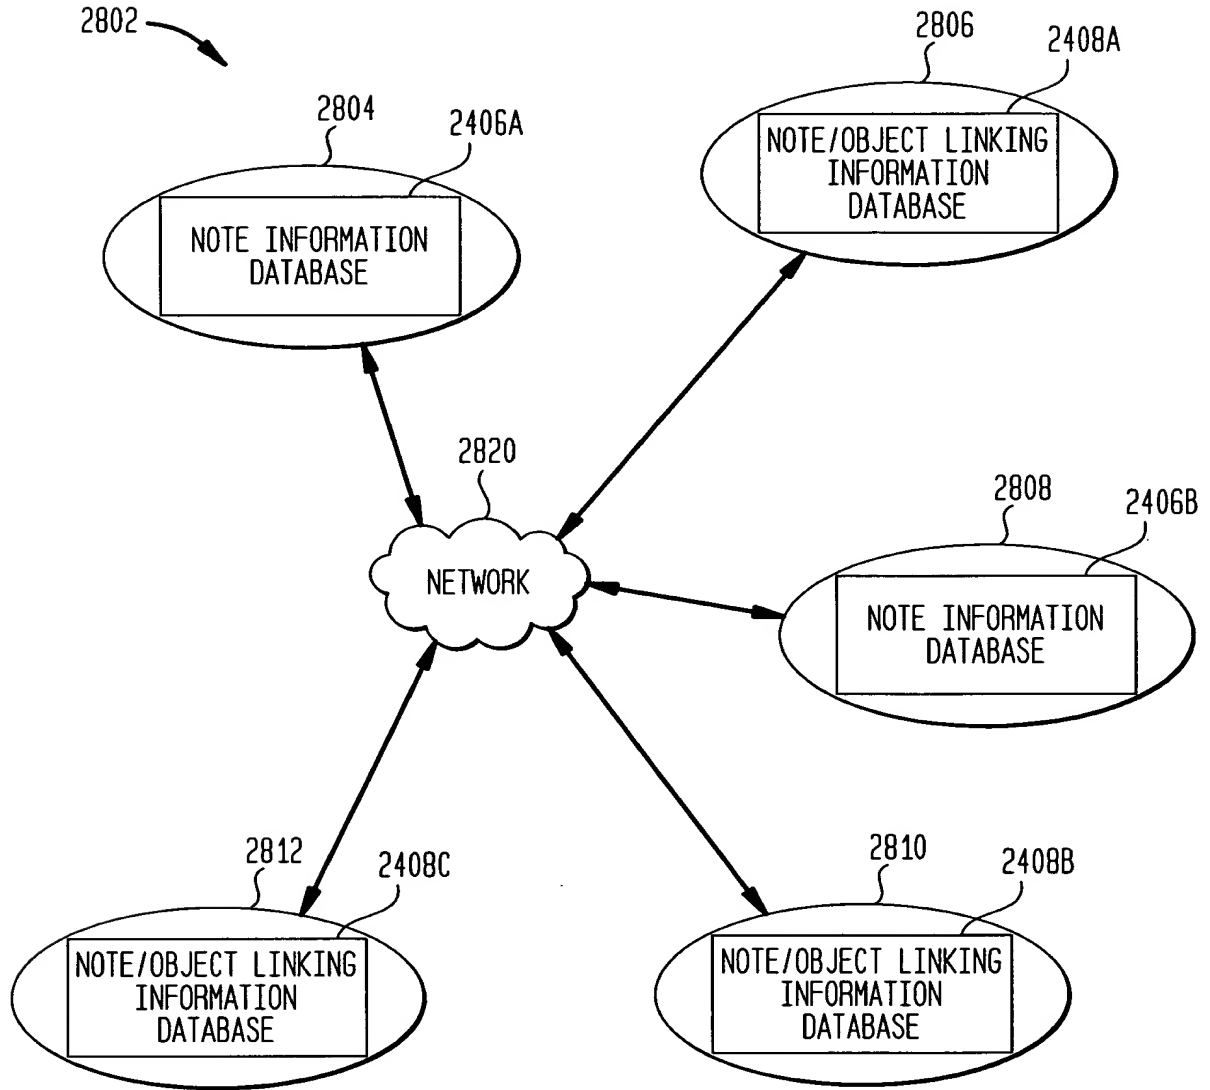 2802
2806
2408A
2804
2406A
NOTE/OBJECT LINKING
INFORMATION
DATABASE
NOTE INFORMATION
DATABASE
2820
NETWORK
2808
2406B
NOTE INFORMATION
DATABASE
2812
2408C
2810
2408B
NOTE/OBJECT LINKING
INFORMATION
DATABASE
NOTE/OBJECT LINKING
INFORMATION
DATABASE